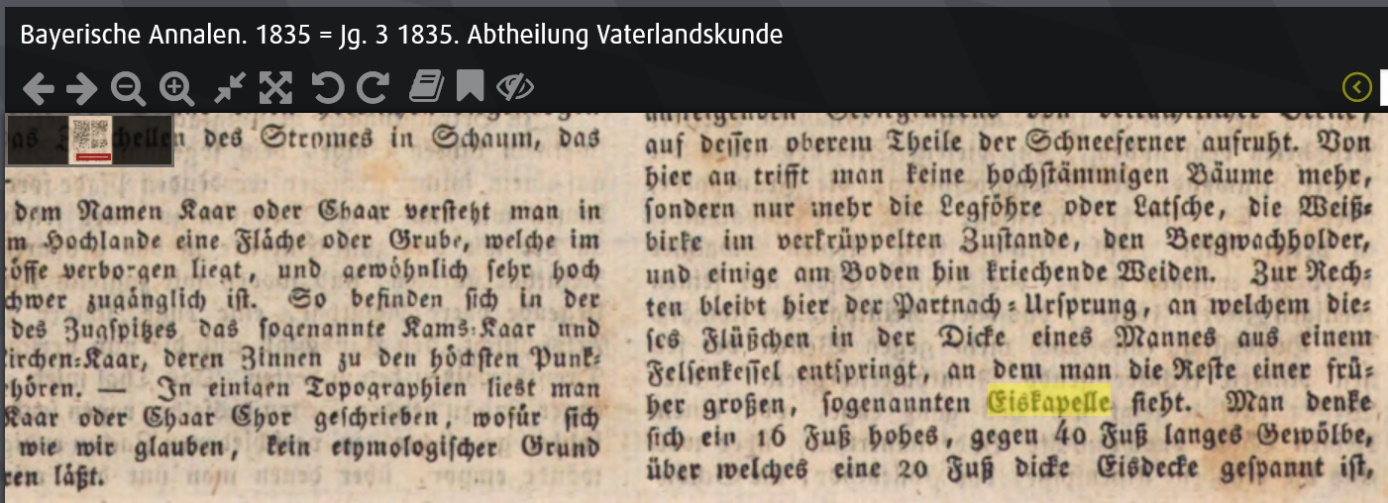 Bayerische Annalen. 1835 = Jg. 3 1835. Abtheilung Vaterlandskunde
des Stromes in Schaum, das
dem Namen Kaar oder Chaar versteht man in
m Hochlande eine Fläche oder Grube, welche im
öffe verborgen liegt, und gewöhnlich sehr hoch
chwer zugänglich ist. So befinden sich in der
des Zugspitzes das sogenannte Kams-Kaar und
irchen-Kaar, deren Zinnen zu den höchsten Punk-
hören. — In einigen Topographien liest man
Kaar oder Chaar Chor geschrieben, wofür sich
wie wir glauben, kein etymologischer Grund
ren läßt.
auf dessen oberem Theile der Schneeferner aufruht. Von
hier an trifft man keine hochstämmigen Bäume mehr,
sondern nur mehr die Legföhre oder Latsche, die Weiß-
birke im verkrüppelten Zustande, den Bergwachholder,
und einige am Boden hin kriechende Weiden. Zur Rech-
ten bleibt hier der Partnach-Ursprung, an welchem die-
ses Flüßchen in der Dicke eines Mannes aus einem
Felsenkessel entspringt, an dem man die Reste einer frü-
her großen, sogenannten Eiskapelle sieht. Man denke
sich ein 16 Fuß hohes, gegen 40 Fuß langes Gewölbe,
über welches eine 20 Fuß dicke Eisdecke gespannt ist,